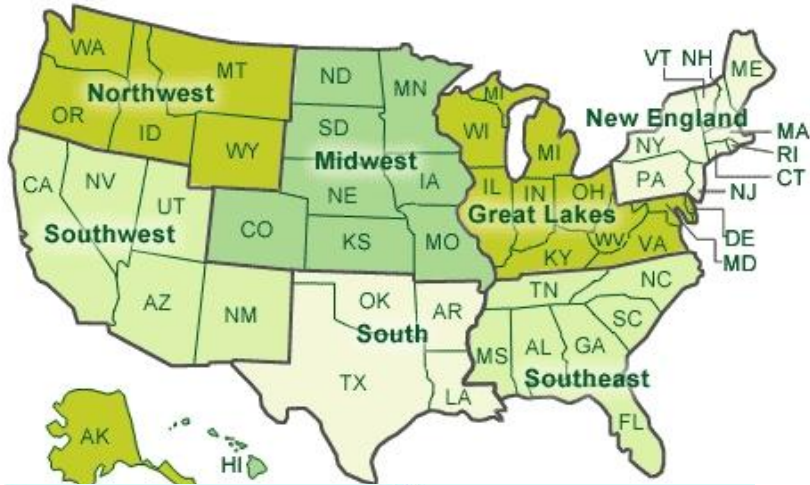 WA
MT
ND
MN
VT NH
ME
Northwest
MI
New England
OR
ID
SD
WI
MA
WY
Midwest
MI
NY
RI
CA
NV
NE
IA
PA
CT
UT
IL
IN
OH
NJ
Southwest
CO
Great Lakes
KS
MO
WV
VA
DE
KY
MD
AZ
NM
OK
TN
NC
AR
South
SC
MS
AL
GA
TX
LA
Southeast
FL
AK
HI